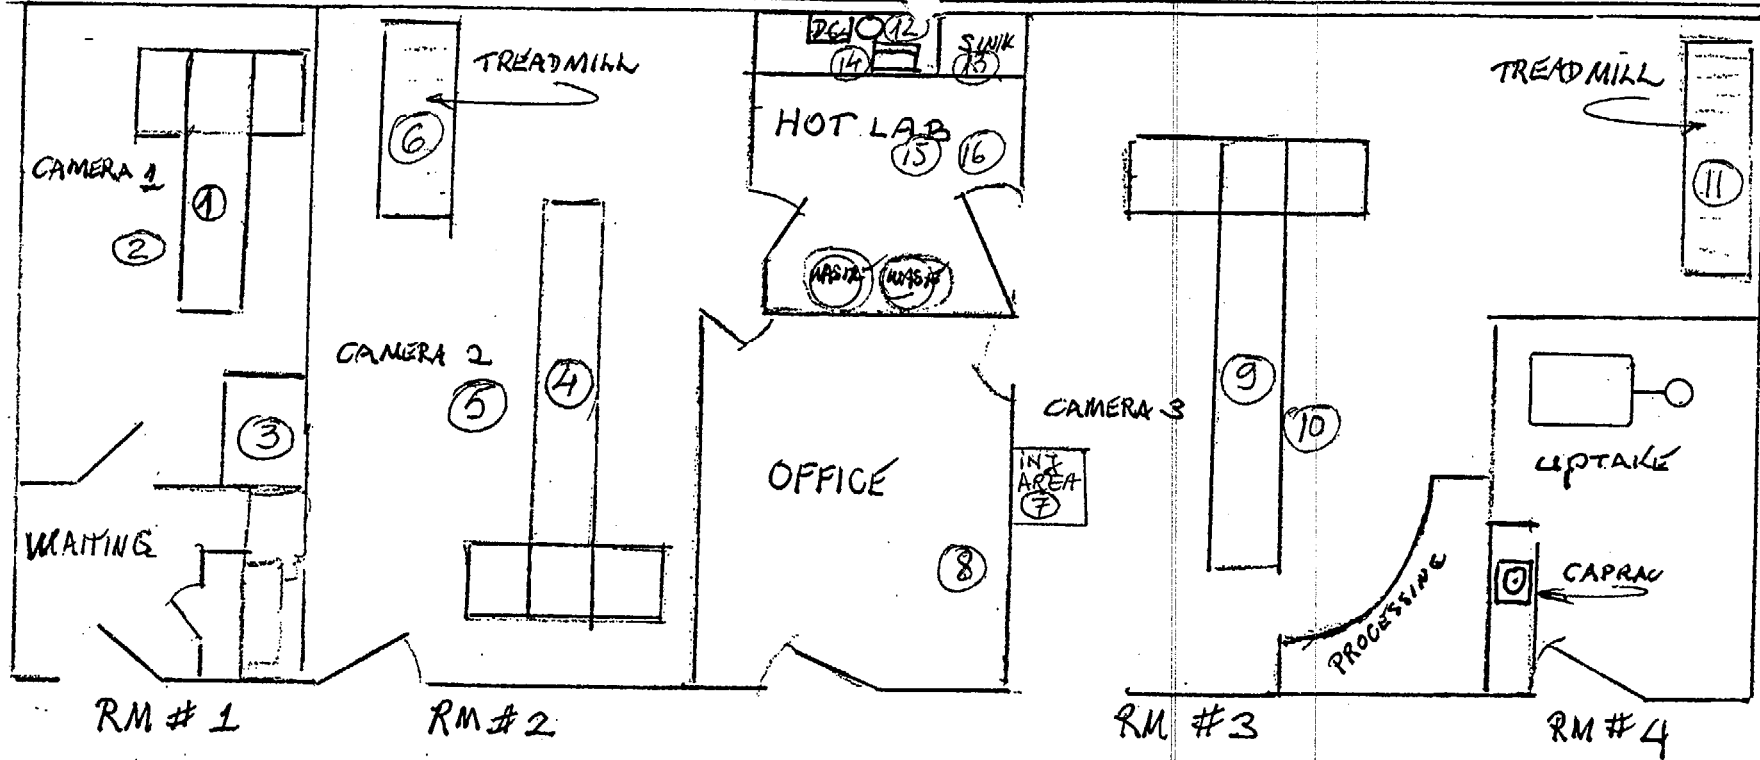 DC 12
14
SINK
13
TREADMILL
6
TREADMILL
11
HOT LAB
15 16
CAMERA 1
1
2
WASTE WASTE
CAMERA 2
4
5
CAMERA 3
9
10
3
OFFICE
INJ
AREA
7
UPTAKE
WAITING
8
PROCESSING
CAPRAC
RM # 1
RM # 2
RM # 3
RM # 4